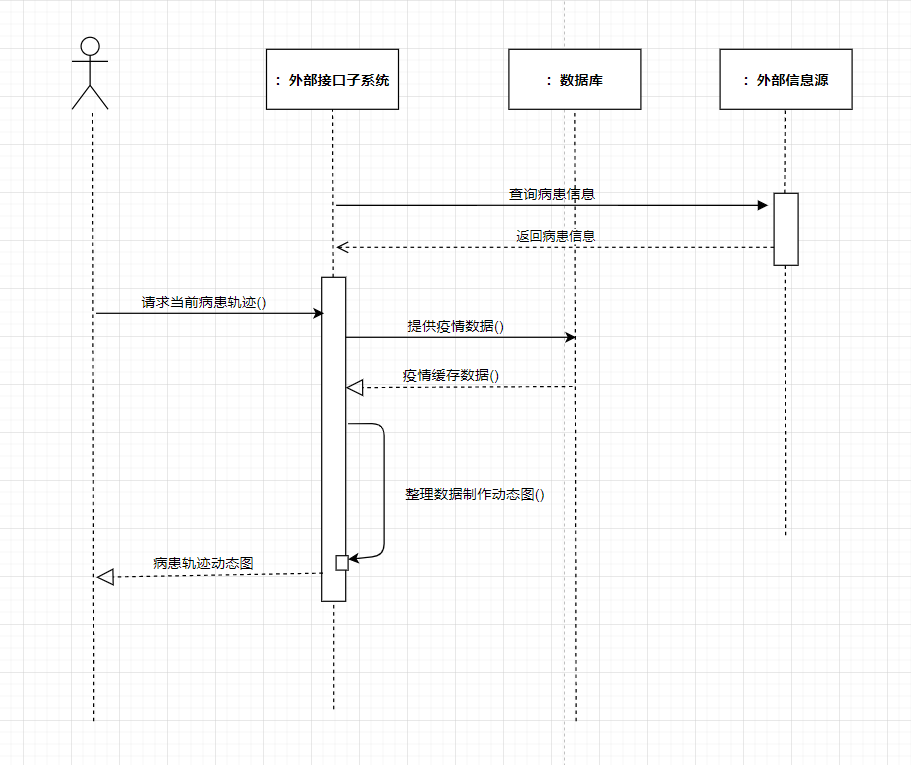 ：外部接口子系统
：数据库
：外部信息源
查询病患信息
返回病患信息
请求当前病患轨迹()
提供疫情数据()
疫情缓存数据()
整理数据制作动态图()
病患轨迹动态图